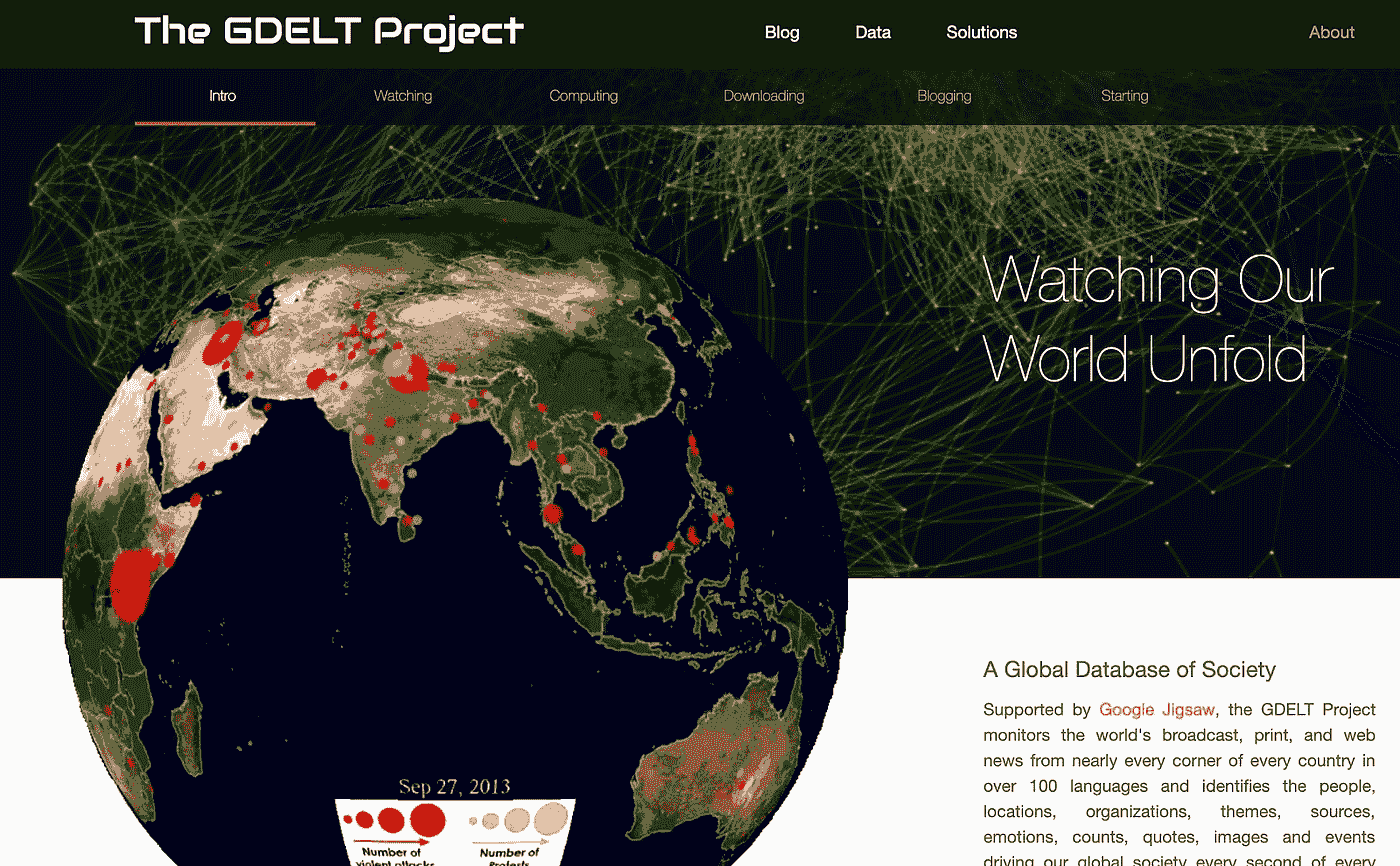 The GDELT Project
Blog Data Solutions About
Intro Watching Computing Downloading Blogging Starting
Watching Our
World Unfold
A Global Database of Society
Supported by Google Jigsaw, the GDELT Project
monitors the world's broadcast, print, and web
news from nearly every corner of every country in
over 100 languages and identifies the people,
locations, organizations, themes, sources,
emotions, counts, quotes, images and events
driving our global society every second of every
Sep 27, 2013
Number of Number of
violent attacks Protests